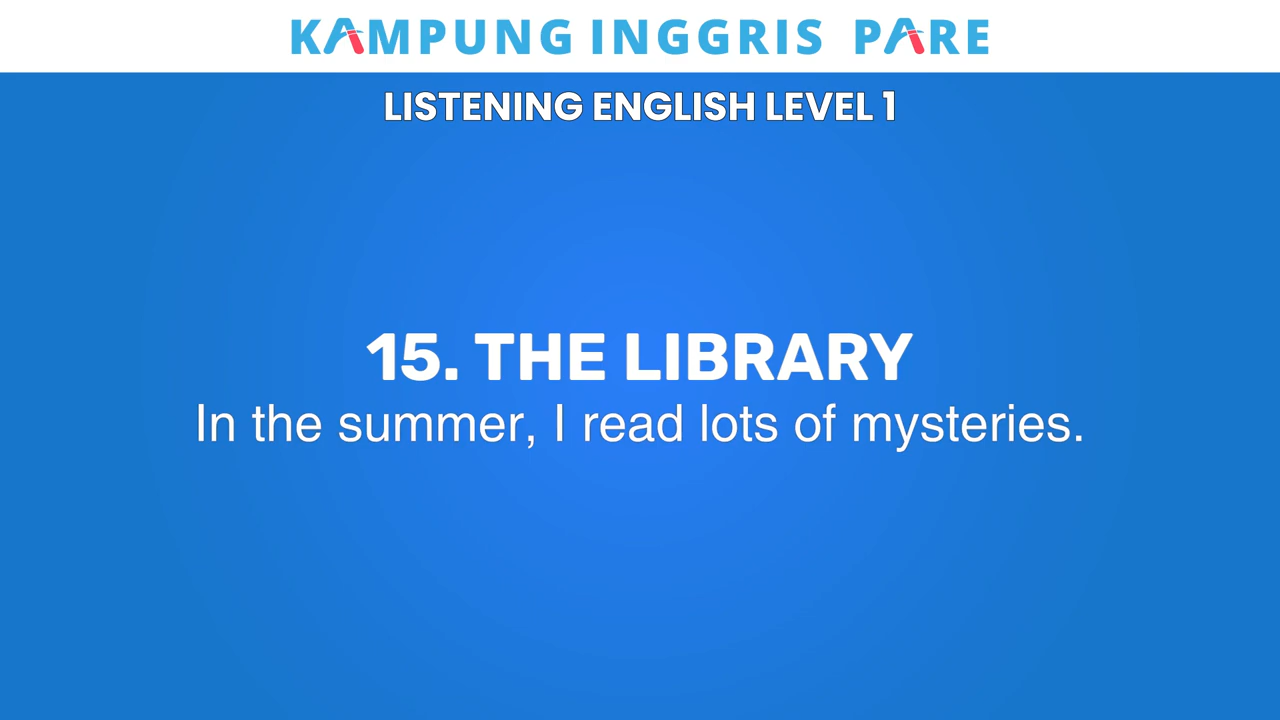 KAMPUNG INGGRIS PARE
LISTENING ENGLISH LEVEL 1
15. THE LIBRARY
In the summer, I read lots of mysteries.